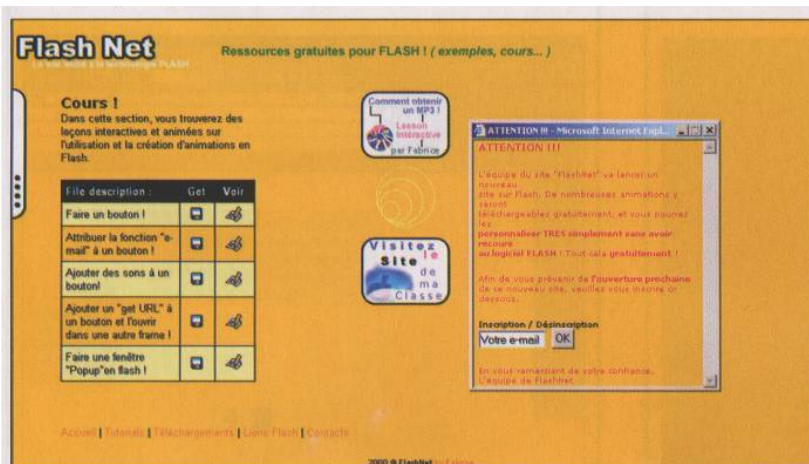 Flash Net
Ressources gratuites pour FLASH ! ( exemples, cours... )
Cours !
Dans cette section, vous trouverez des
leçons interactives et animées sur
l'utilisation et la création d'animations en
Flash.
File description : Get Voir
Faire un bouton !
Attribuer la fonction "e-
mail" à un bouton !
Ajouter des sons à un
bouton!
Ajouter un "get URL" à
un bouton et l'ouvrir
dans une autre frame !
Faire une fenêtre
"Popup"en flash !
Comment obtenir
un MP3 !
Lesson
Interactive
par Fabrice
Visitez
le
Site
de
ma
Classe
ATTENTION !!! - Microsoft Internet Expl...
ATTENTION !!!
L'équipe du site "FlashNet" va lancer un
nouveau
site sur Flash. De nombreuses animations y
seront
téléchargeables gratuitement, et vous pourrez
les
personnaliser TRES simplement sans avoir
recours
au logiciel FLASH ! Tout cela gratuitement !
Afin de vous prévenir de l'ouverture prochaine
de ce nouveau site, veuillez vous inscrire ci
dessous.
Inscription / Désinscription
Votre e-mail OK
En vous remerciant de votre confiance.
L'équipe de FlashNet
Accueil | Tutorials | Téléchargements | Liens Flash | Contacts
2000 @ FlashNet by Fabrice